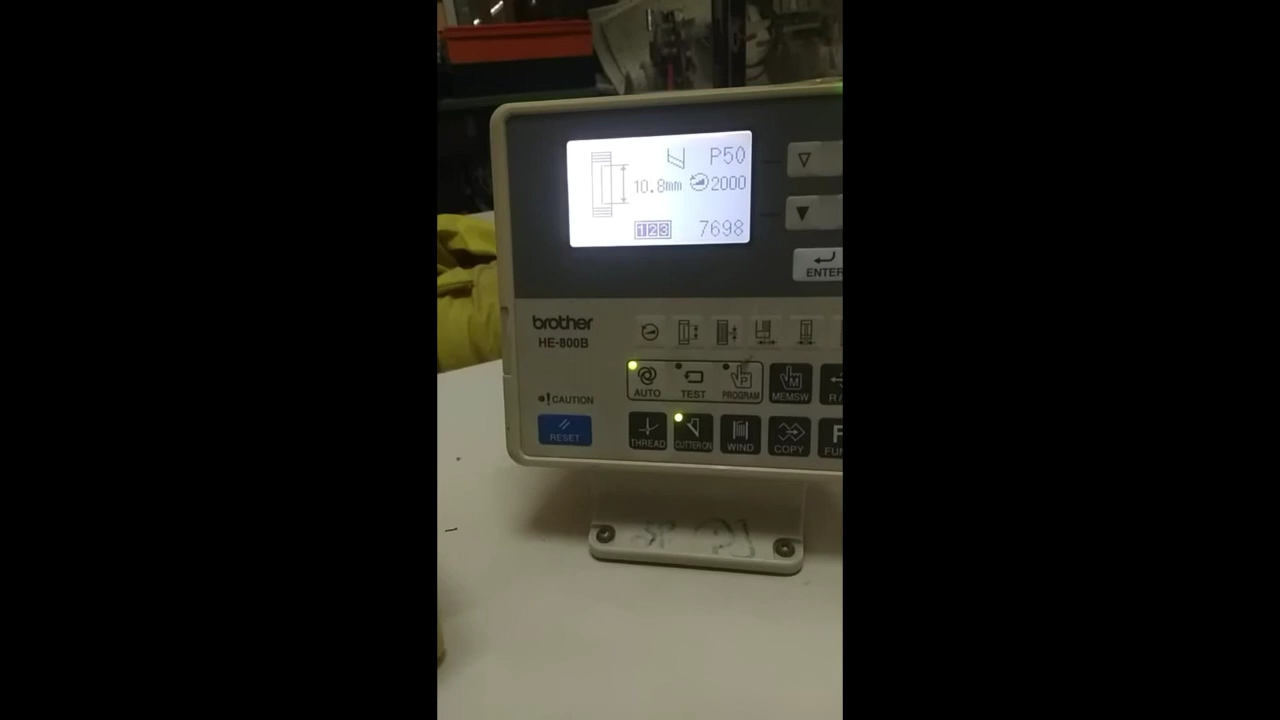 P50
10.8mm 2000
123 7698
ENTER
brother
HE-800B
AUTO TEST PROGRAM MEMSW R/
!CAUTION
RESET THREAD CUTTER ON WIND COPY FUN